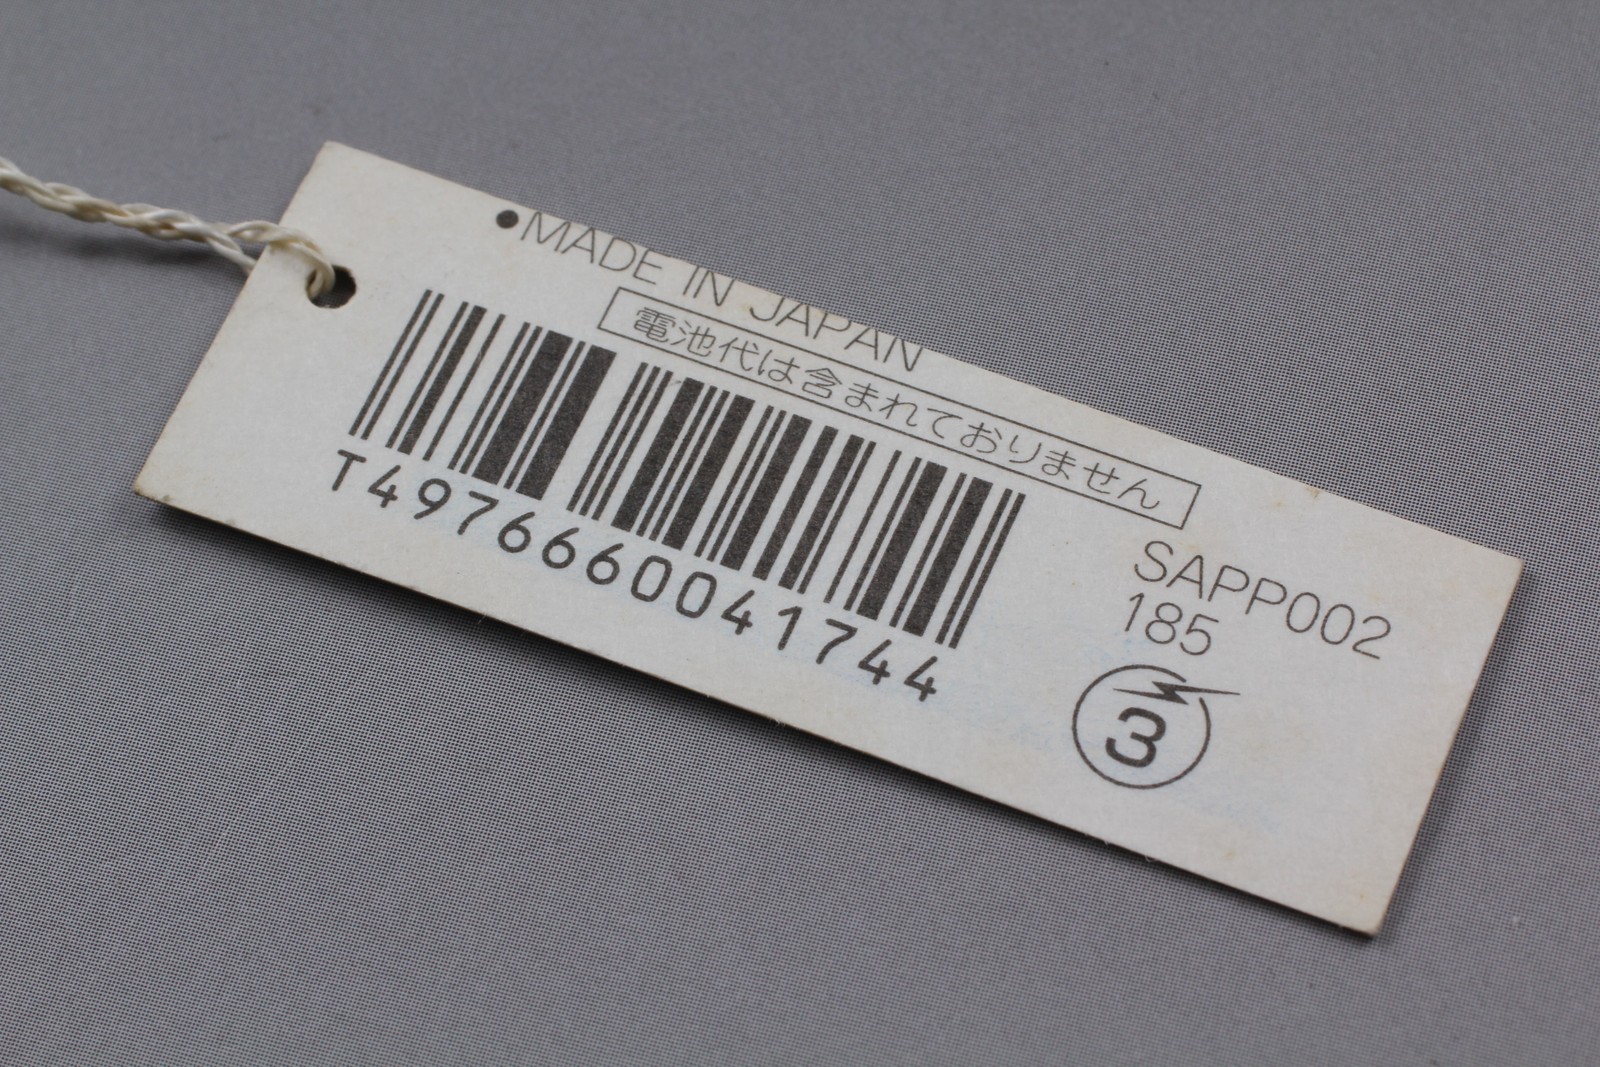 ●MADE IN JAPAN
電池代は含まれておりません
T4976660041744
SAPP002
185
3